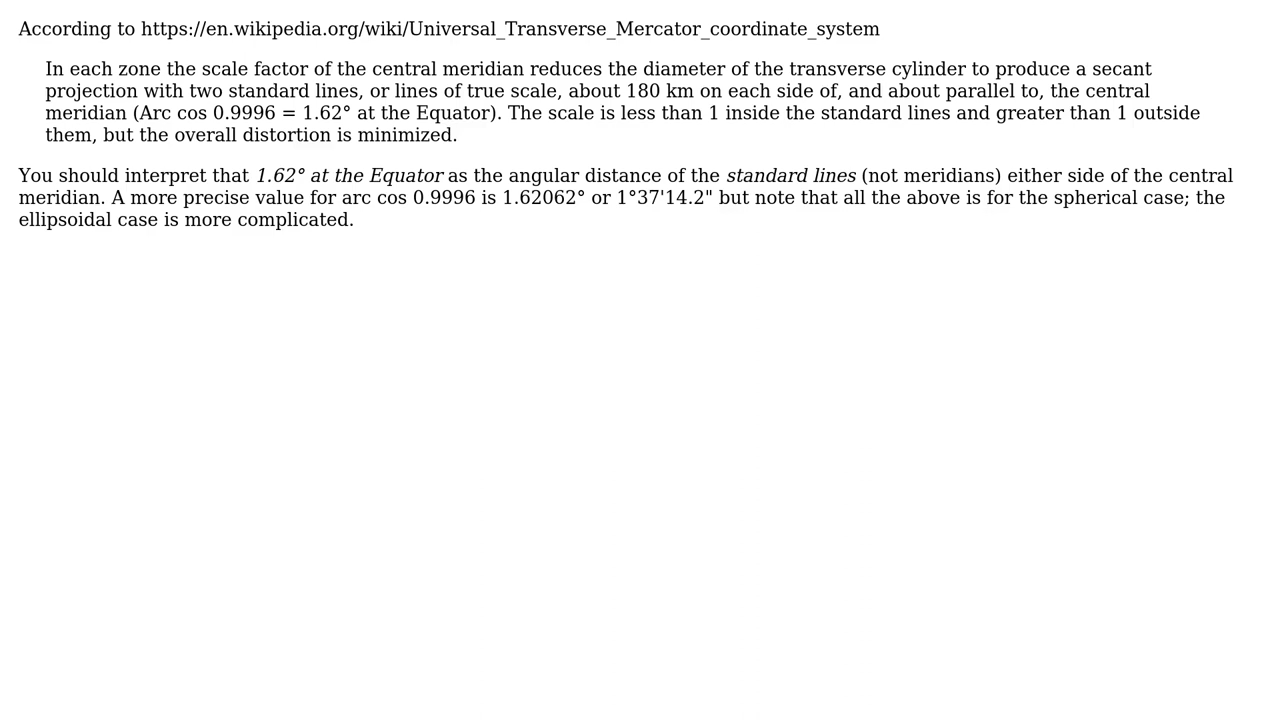 According to https://en.wikipedia.org/wiki/Universal_Transverse_Mercator_coordinate_system
In each zone the scale factor of the central meridian reduces the diameter of the transverse cylinder to produce a secant
projection with two standard lines, or lines of true scale, about 180 km on each side of, and about parallel to, the central
meridian (Arc cos 0.9996 = 1.62° at the Equator). The scale is less than 1 inside the standard lines and greater than 1 outside
them, but the overall distortion is minimized.
You should interpret that 1.62° at the Equator as the angular distance of the standard lines (not meridians) either side of the central
meridian. A more precise value for arc cos 0.9996 is 1.62062° or 1°37'14.2" but note that all the above is for the spherical case; the
ellipsoidal case is more complicated.